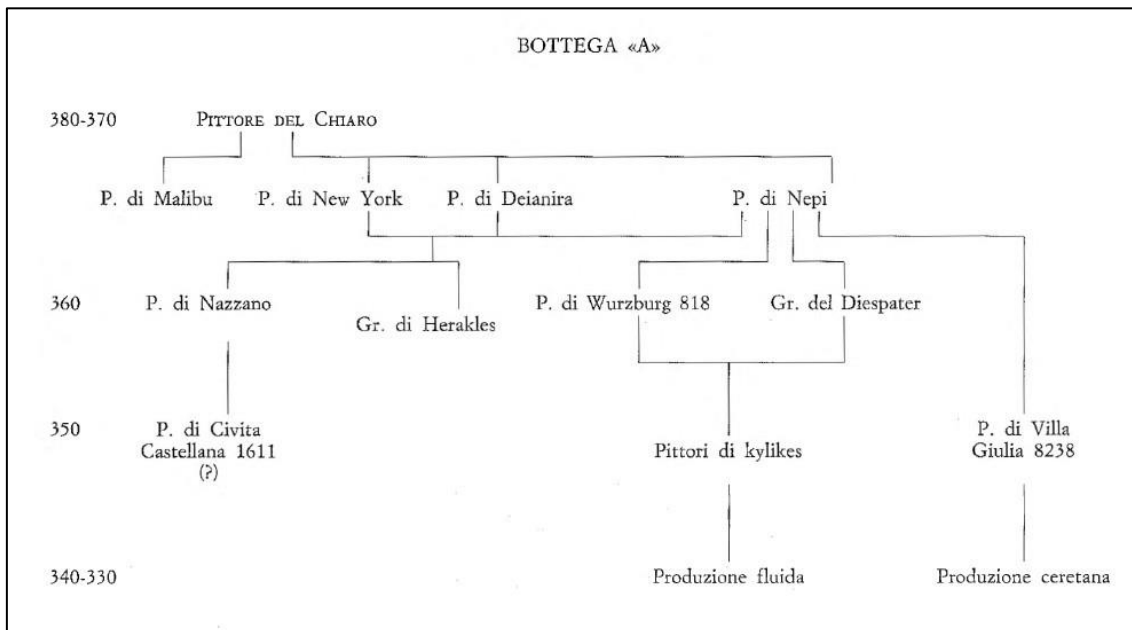 BOTTEGA «A»
380-370 PITTORE DEL CHIARO
P. di Malibu P. di New York P. di Deianira P. di Nepi
360 P. di Nazzano P. di Wurzburg 818 Gr. del Diespater
Gr. di Herakles
350 P. di Civita P. di Villa
Castellana 1611 Pittori di kylikes Giulia 8238
(?)
340-330 Produzione fluida Produzione ceretana